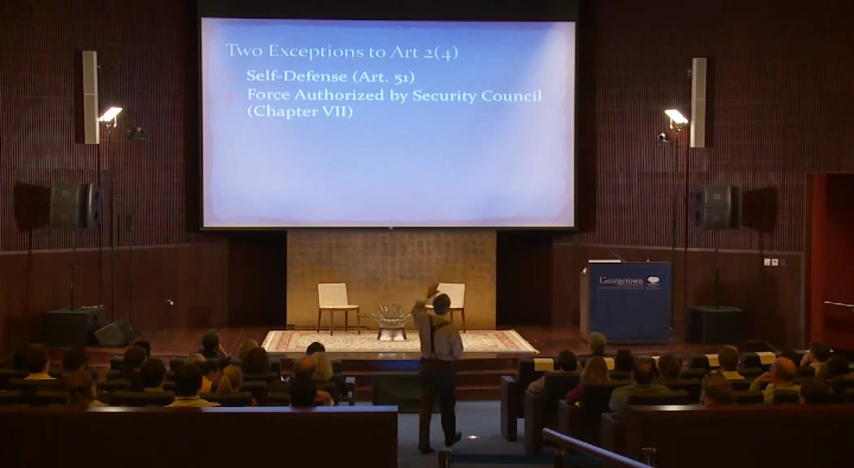 Two Exceptions to Art 2(4)
Self-Defense (Art. 51)
Force Authorized by Security Council
(Chapter VII)
Georgetown